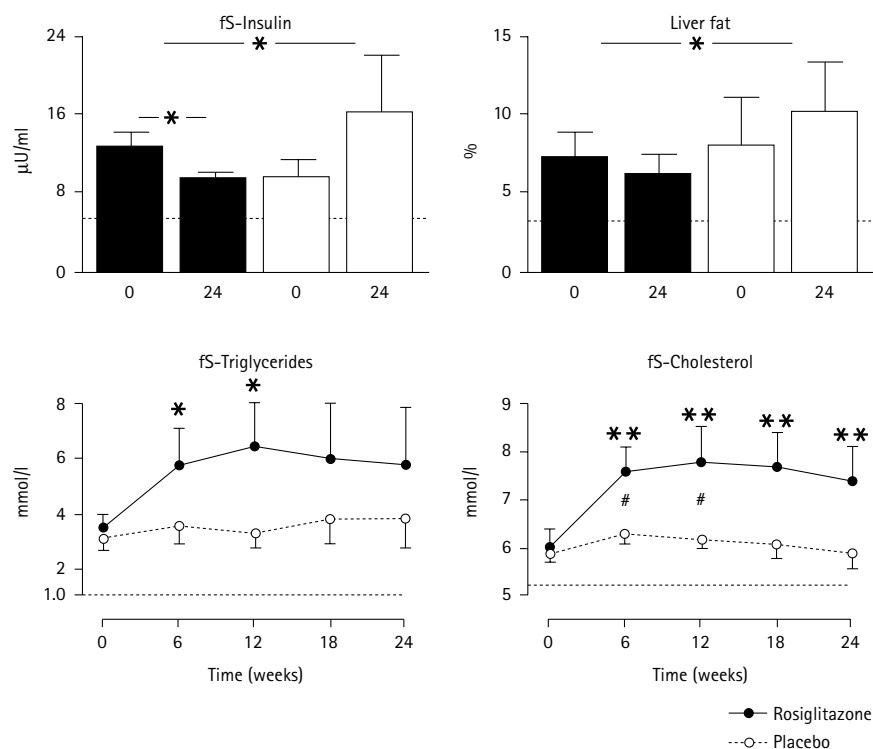 fS-Insulin
24
16
8
0
µU/ml
* 
*
0 24 0 24
Liver fat
15
10
5
0
%
*
0 24 0 24
fS-Triglycerides
8
6
4
2
1.0
mmol/l
* *
0 6 12 18 24
Time (weeks)
fS-Cholesterol
9
8
7
6
5
mmol/l
** ** ** **
# #
0 6 12 18 24
Time (weeks)
Rosiglitazone
Placebo